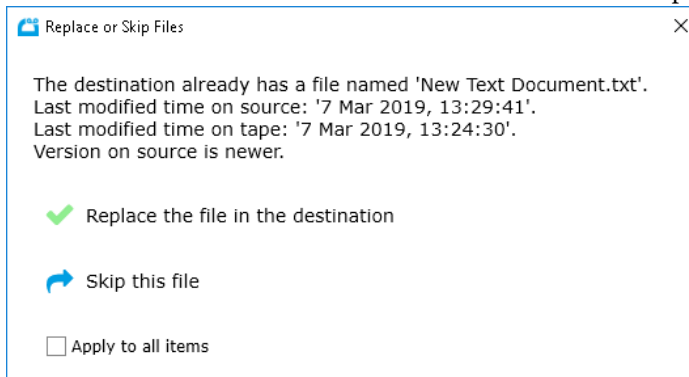 Replace or Skip Files
The destination already has a file named 'New Text Document.txt'.
Last modified time on source: '7 Mar 2019, 13:29:41'.
Last modified time on tape: '7 Mar 2019, 13:24:30'.
Version on source is newer.
Replace the file in the destination
Skip this file
Apply to all items